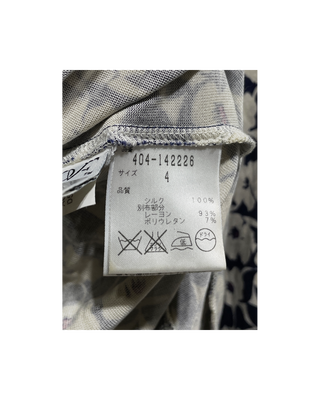 404-142226
サイズ
4
品質
シルク 100%
別布部分
レーヨン 93%
ポリウレタン 7%
ドライ